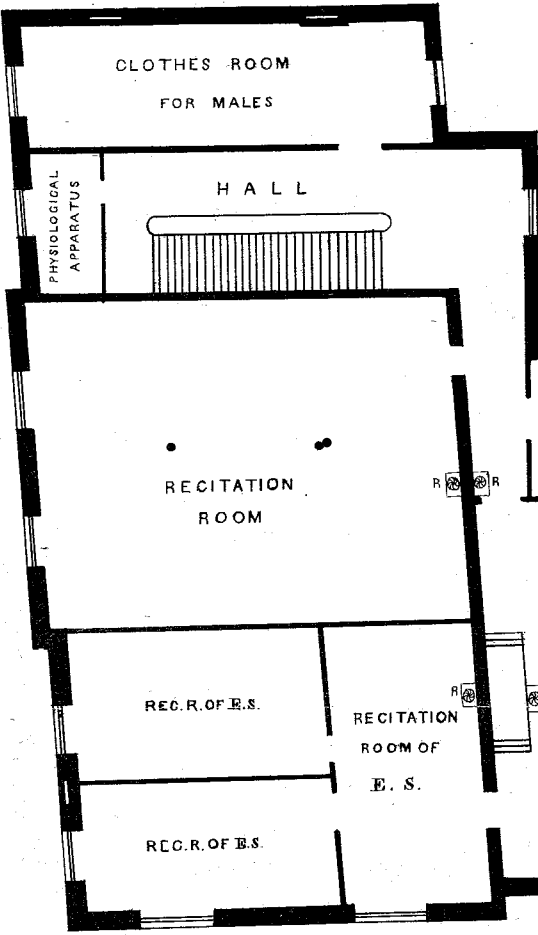 CLOTHES ROOM
FOR MALES
HALL
PHYSIOLOGICAL
APPARATUS
RECITATION
ROOM
R
R
REC.R.OF E.S.
R
RECITATION
ROOM OF
E. S.
REC.R.OF E.S.